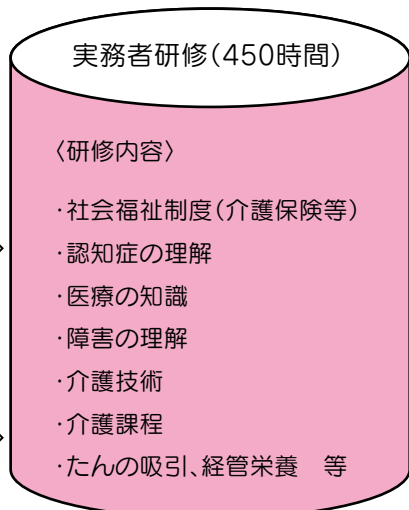 実務者研修(450時間)
〈研修内容〉
・社会福祉制度(介護保険等)
・認知症の理解
・医療の知識
・障害の理解
・介護技術
・介護課程
・たんの吸引、経管栄養　等